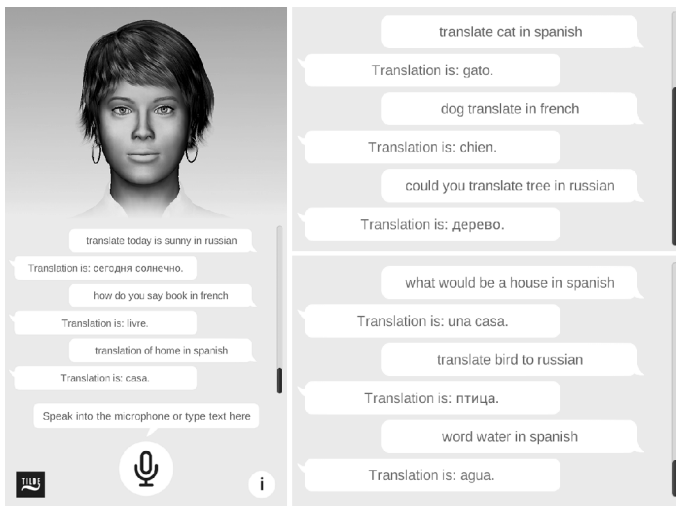 translate today is sunny in russian
Translation is: сегодня солнечно.
how do you say book in french
Translation is: livre.
translation of home in spanish
Translation is: casa.
Speak into the microphone or type text here
TILDE
i
translate cat in spanish
Translation is: gato.
dog translate in french
Translation is: chien.
could you translate tree in russian
Translation is: дерево.
what would be a house in spanish
Translation is: una casa.
translate bird to russian
Translation is: птица.
word water in spanish
Translation is: agua.